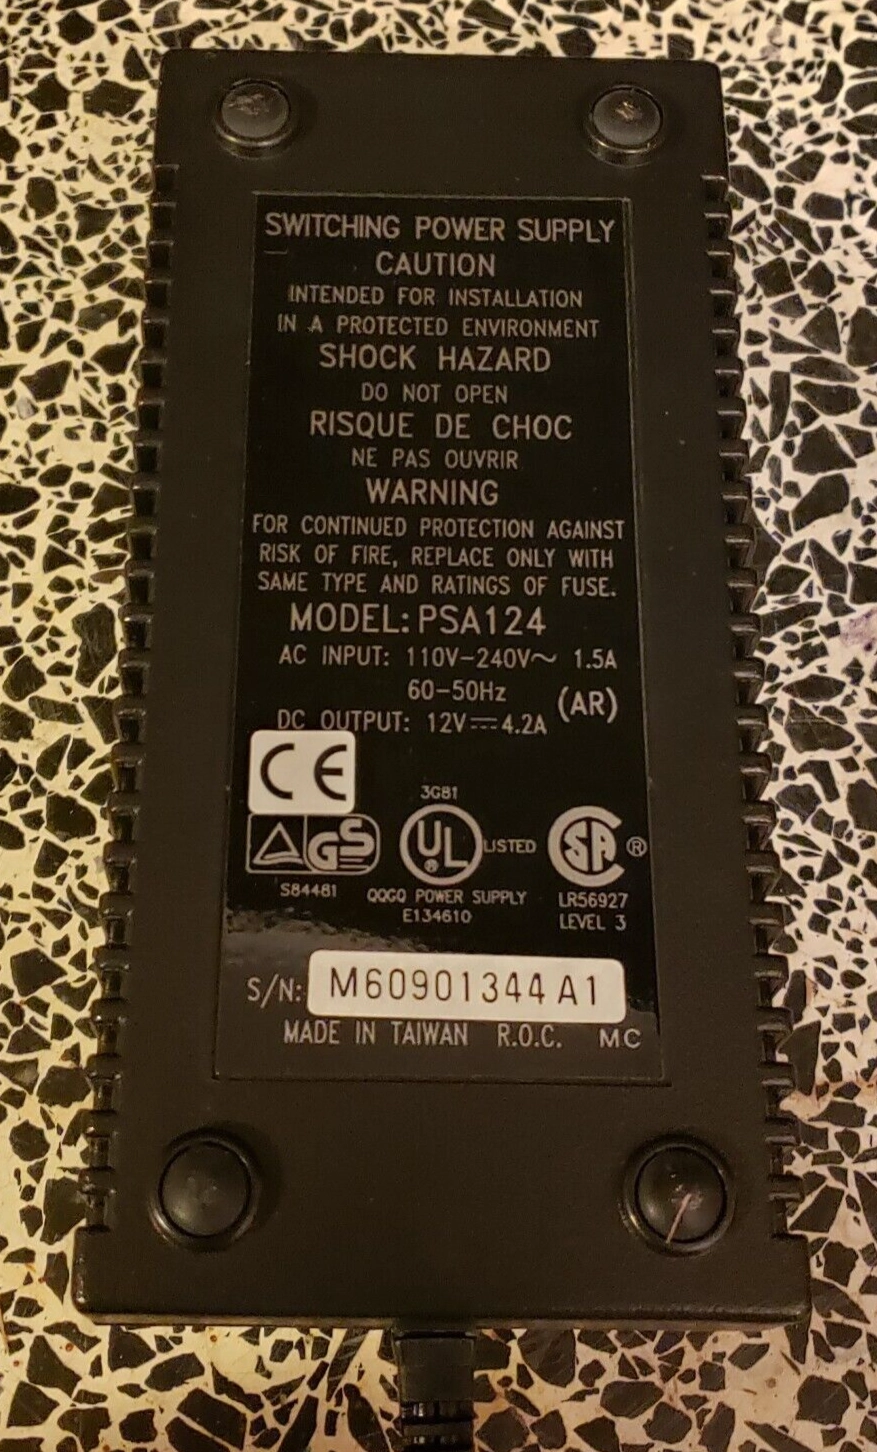 SWITCHING POWER SUPPLY
CAUTION
INTENDED FOR INSTALLATION
IN A PROTECTED ENVIRONMENT
SHOCK HAZARD
DO NOT OPEN
RISQUE DE CHOC
NE PAS OUVRIR
WARNING
FOR CONTINUED PROTECTION AGAINST
RISK OF FIRE, REPLACE ONLY WITH
SAME TYPE AND RATINGS OF FUSE.
MODEL: PSA124
AC INPUT: 110V-240V~ 1.5A
60-50Hz (AR)
DC OUTPUT: 12V⎓4.2A
CE
3G81
GS UL ® LISTED SA ®
S84481 QQGQ POWER SUPPLY LR56927
E134610 LEVEL 3
S/N: M60901344A1
MADE IN TAIWAN R.O.C. MC